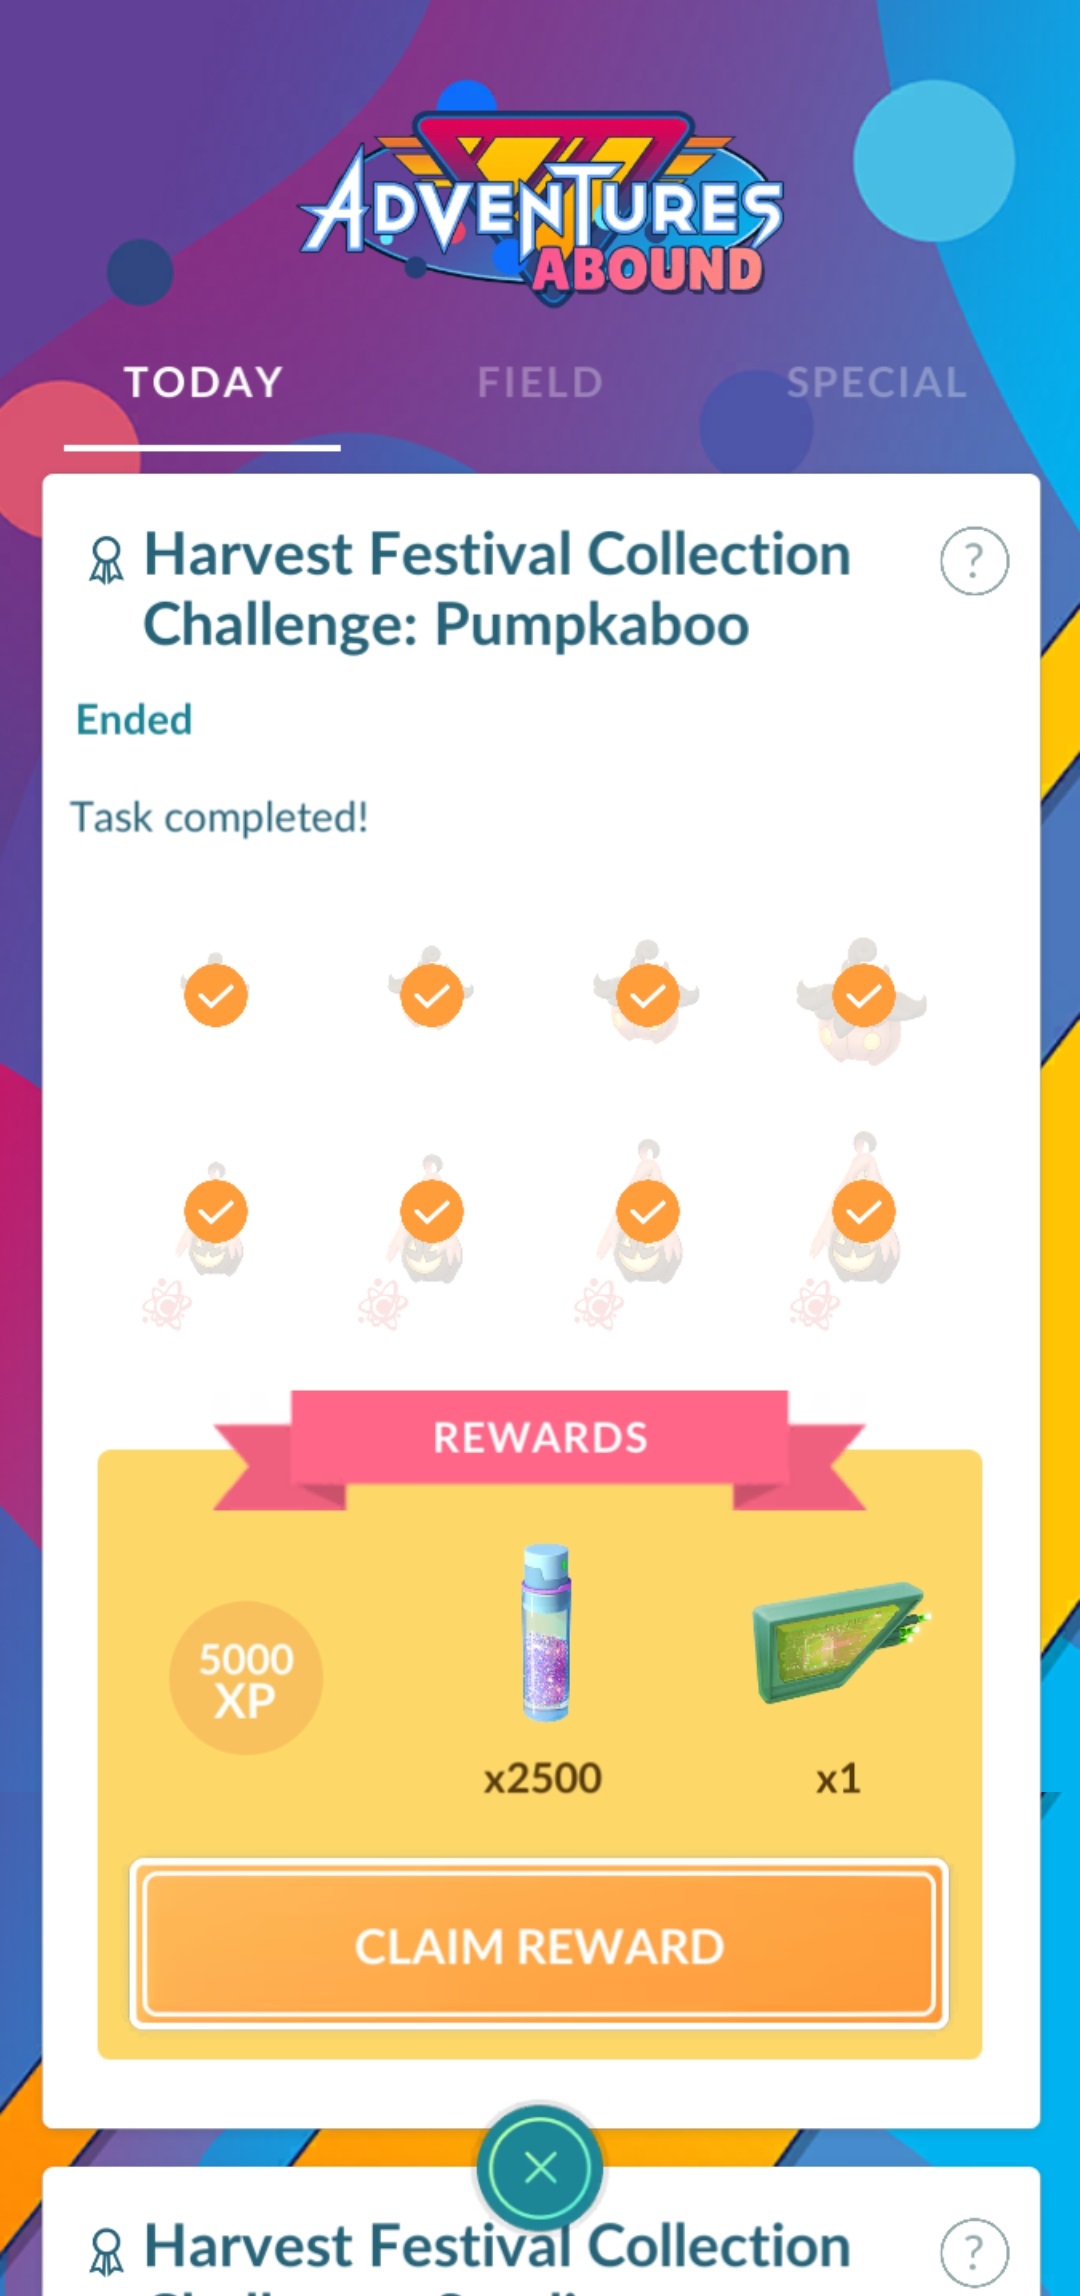 ADVENTURES
ABOUND
TODAY FIELD SPECIAL
Harvest Festival Collection
Challenge: Pumpkaboo
?
Ended
Task completed!
REWARDS
5000
XP
x2500
x1
CLAIM REWARD
Harvest Festival Collection
?